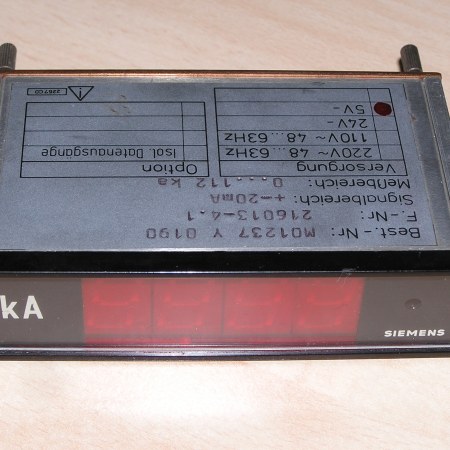 Best.-Nr: M01237 Y 0190
F.-Nr: 216013-4.1
Signalbereich: +-20mA
Meßbereich: 0...112 ka
Versorgung
220V~ 48...63Hz
110V~ 48...63Hz
24V-
5V-
Option
Isol. Datenausgänge
kA
SIEMENS